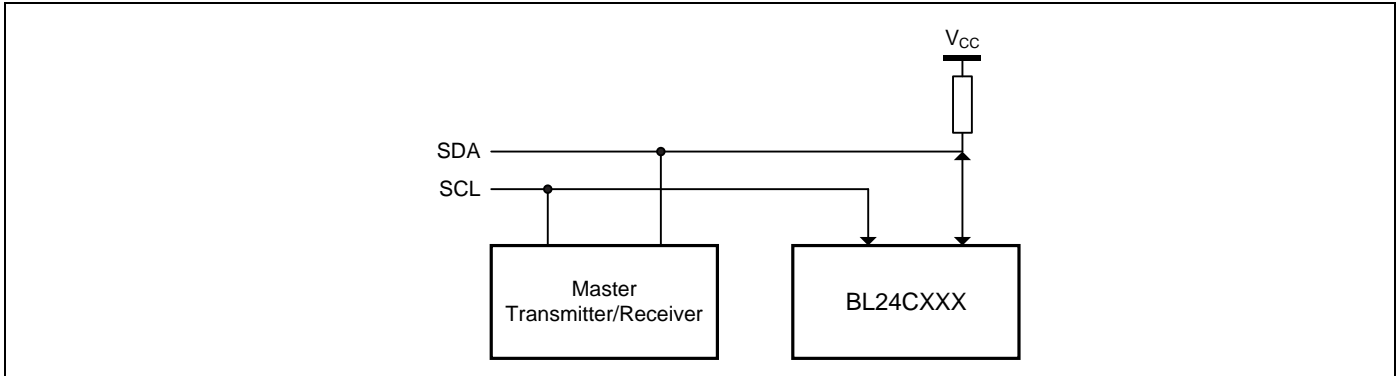 VCC
SDA
SCL
Master
Transmitter/Receiver
BL24CXXX